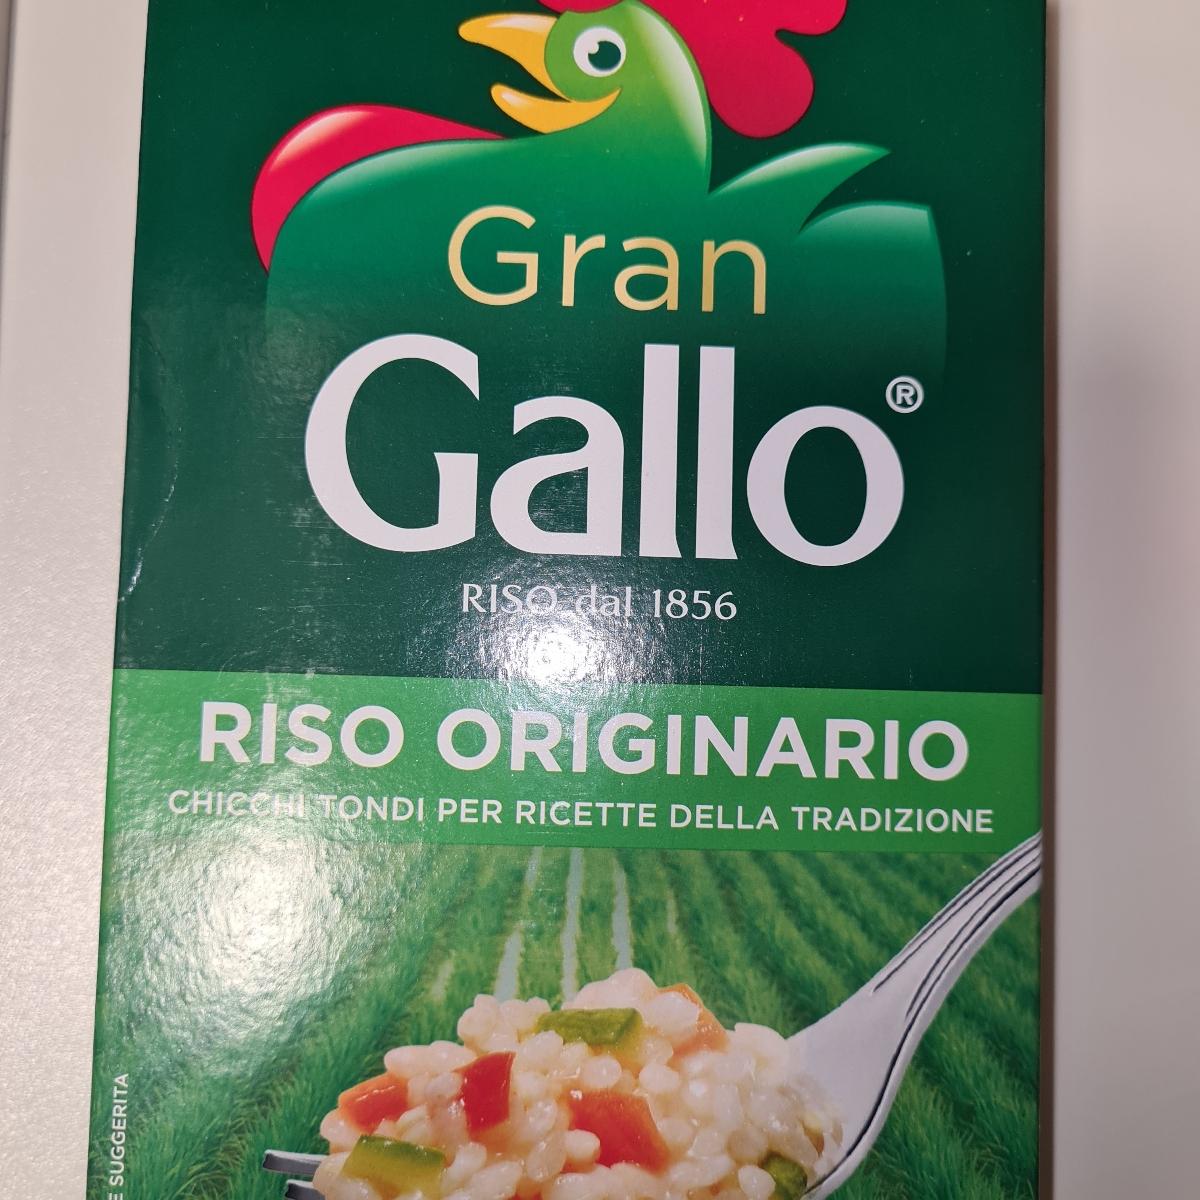 Gran
Gallo®
RISO dal 1856
RISO ORIGINARIO
CHICCHI TONDI PER RICETTE DELLA TRADIZIONE
SUGGERITA